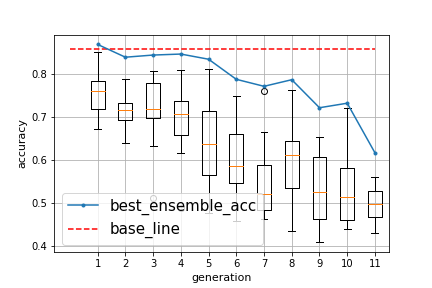 0.8
0.7
0.6
0.5
0.4
accuracy
best_ensemble_acc
base_line
1 2 3 4 5 6 7 8 9 10 11
generation